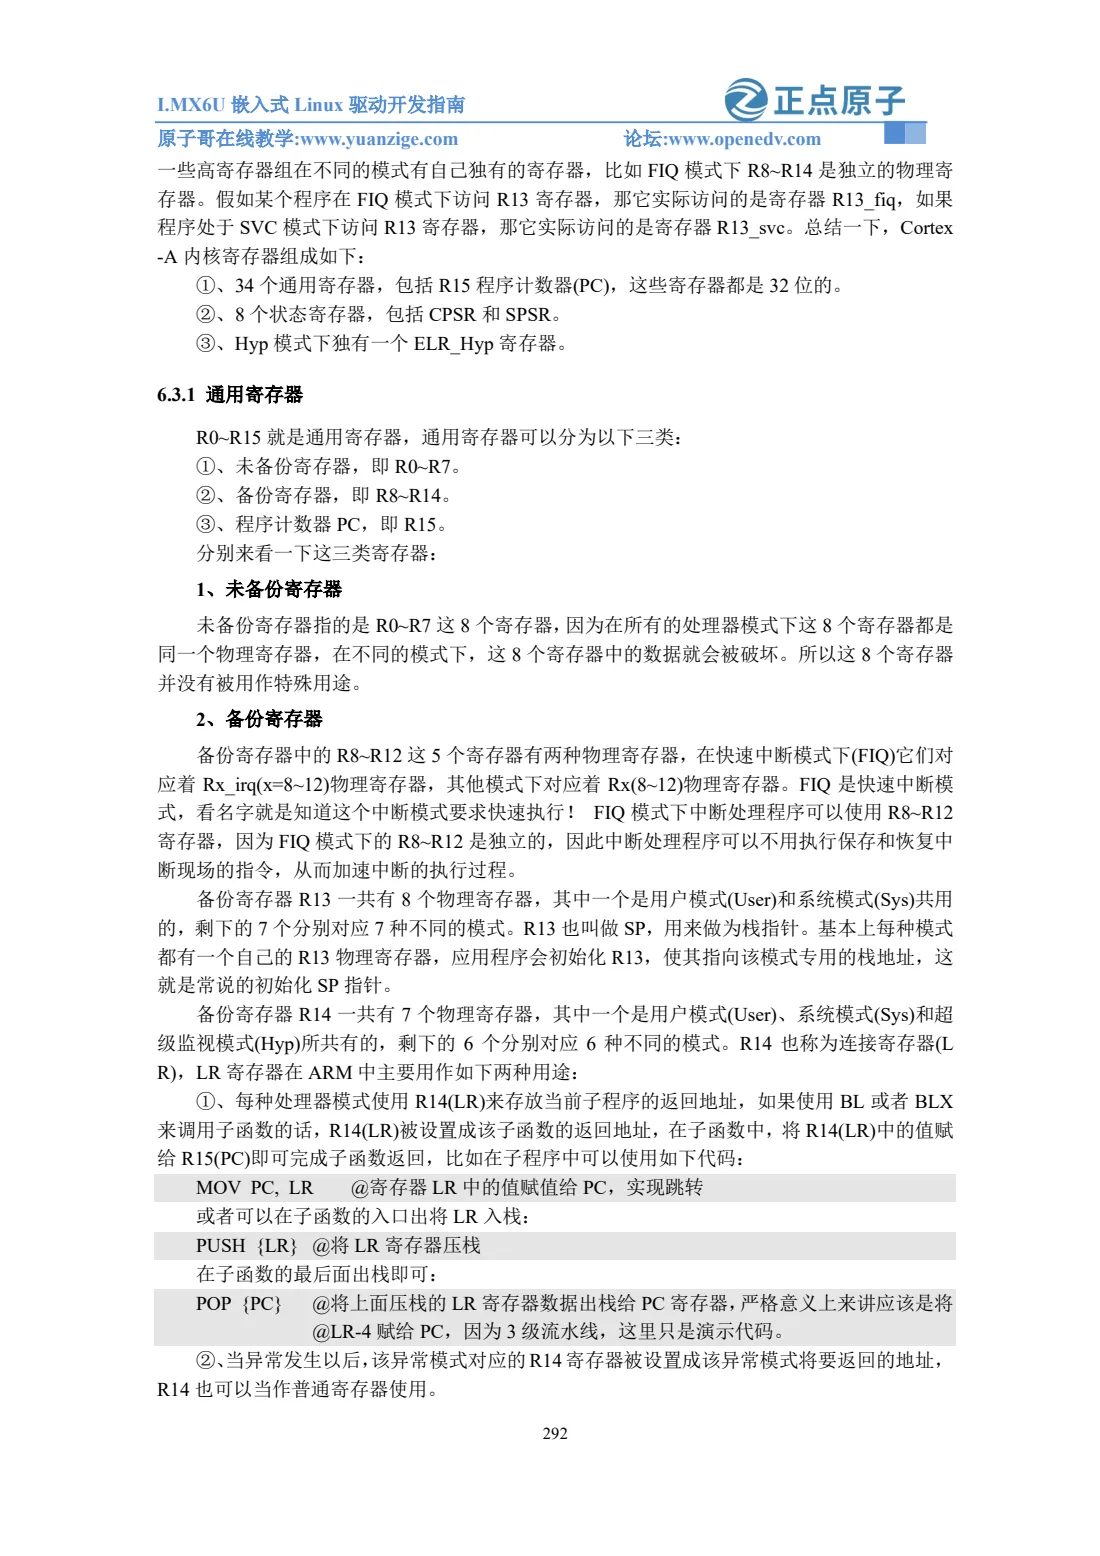 I.MX6U 嵌入式 Linux 驱动开发指南
正点原子
原子哥在线教学:www.yuanzige.com 论坛:www.openedv.com
一些高寄存器组在不同的模式有自己独有的寄存器，比如 FIQ 模式下 R8~R14 是独立的物理寄
存器。假如某个程序在 FIQ 模式下访问 R13 寄存器，那它实际访问的是寄存器 R13_fiq，如果
程序处于 SVC 模式下访问 R13 寄存器，那它实际访问的是寄存器 R13_svc。总结一下，Cortex
-A 内核寄存器组成如下：
①、34 个通用寄存器，包括 R15 程序计数器(PC)，这些寄存器都是 32 位的。
②、8 个状态寄存器，包括 CPSR 和 SPSR。
③、Hyp 模式下独有一个 ELR_Hyp 寄存器。
6.3.1 通用寄存器
R0~R15 就是通用寄存器，通用寄存器可以分为以下三类：
①、未备份寄存器，即 R0~R7。
②、备份寄存器，即 R8~R14。
③、程序计数器 PC，即 R15。
分别来看一下这三类寄存器：
1、未备份寄存器
未备份寄存器指的是 R0~R7 这 8 个寄存器，因为在所有的处理器模式下这 8 个寄存器都是
同一个物理寄存器，在不同的模式下，这 8 个寄存器中的数据就会被破坏。所以这 8 个寄存器
并没有被用作特殊用途。
2、备份寄存器
备份寄存器中的 R8~R12 这 5 个寄存器有两种物理寄存器，在快速中断模式下(FIQ)它们对
应着 Rx_irq(x=8~12)物理寄存器，其他模式下对应着 Rx(8~12)物理寄存器。FIQ 是快速中断模
式，看名字就是知道这个中断模式要求快速执行！ FIQ 模式下中断处理程序可以使用 R8~R12
寄存器，因为 FIQ 模式下的 R8~R12 是独立的，因此中断处理程序可以不用执行保存和恢复中
断现场的指令，从而加速中断的执行过程。
备份寄存器 R13 一共有 8 个物理寄存器，其中一个是用户模式(User)和系统模式(Sys)共用
的，剩下的 7 个分别对应 7 种不同的模式。R13 也叫做 SP，用来做为栈指针。基本上每种模式
都有一个自己的 R13 物理寄存器，应用程序会初始化 R13，使其指向该模式专用的栈地址，这
就是常说的初始化 SP 指针。
备份寄存器 R14 一共有 7 个物理寄存器，其中一个是用户模式(User)、系统模式(Sys)和超
级监视模式(Hyp)所共有的，剩下的 6 个分别对应 6 种不同的模式。R14 也称为连接寄存器(L
R)，LR 寄存器在 ARM 中主要用作如下两种用途：
①、每种处理器模式使用 R14(LR)来存放当前子程序的返回地址，如果使用 BL 或者 BLX
来调用子函数的话，R14(LR)被设置成该子函数的返回地址，在子函数中，将 R14(LR)中的值赋
给 R15(PC)即可完成子函数返回，比如在子程序中可以使用如下代码：
MOV PC, LR @寄存器 LR 中的值赋值给 PC，实现跳转
或者可以在子函数的入口出将 LR 入栈：
PUSH {LR} @将 LR 寄存器压栈
在子函数的最后面出栈即可：
POP {PC} @将上面压栈的 LR 寄存器数据出栈给 PC 寄存器，严格意义上来讲应该是将
@LR-4 赋给 PC，因为 3 级流水线，这里只是演示代码。
②、当异常发生以后，该异常模式对应的 R14 寄存器被设置成该异常模式将要返回的地址，
R14 也可以当作普通寄存器使用。
292